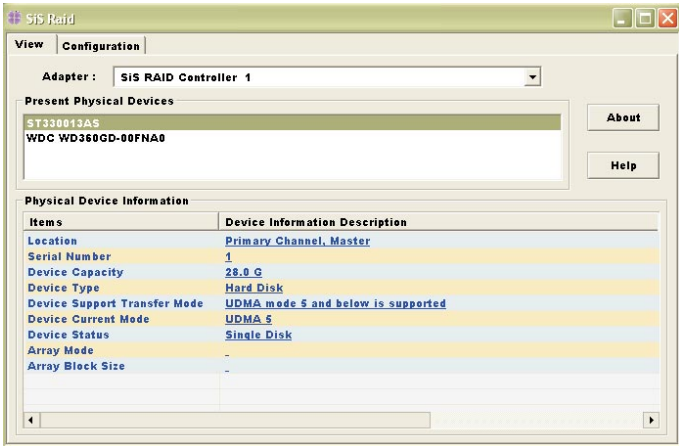 SiS Raid
View Configuration
Adapter : SiS RAID Controller 1
Present Physical Devices
ST330013AS
WDC WD360GD-00FNA0
About
Help
Physical Device Information
Items Device Information Description
Location Primary Channel, Master
Serial Number 1
Device Capacity 28.0 G
Device Type Hard Disk
Device Support Transfer Mode UDMA mode 5 and below is supported
Device Current Mode UDMA 5
Device Status Single Disk
Array Mode -
Array Block Size -